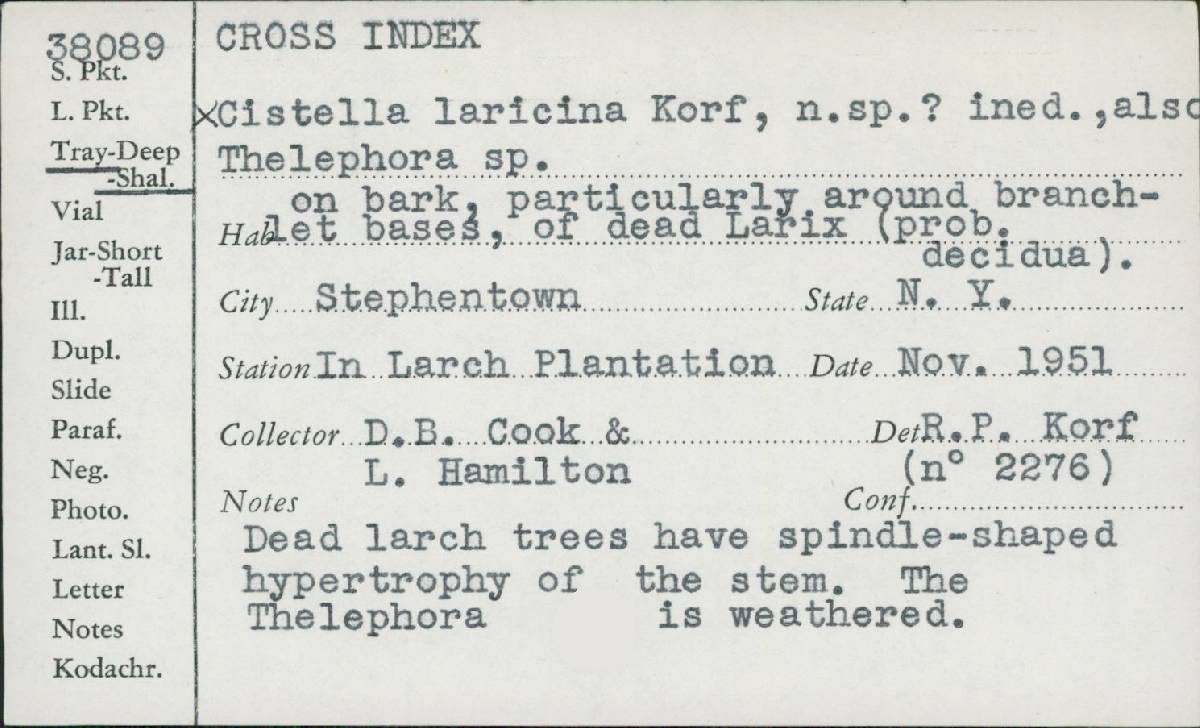 38089
S. Pkt.
L. Pkt.
Tray-Deep
-Shal.
Vial
Jar-Short
-Tall
Ill.
Dupl.
Slide
Paraf.
Neg.
Photo.
Lant. Sl.
Letter
Notes
Kodachr.
CROSS INDEX
XCistella laricina Korf, n.sp.? ined.,also
Thelephora sp.
on bark, particularly around branch-
Hab let bases, of dead Larix (prob.
decidua).
City Stephentown State N. Y.
Station In Larch Plantation Date Nov. 1951
Collector D.B. Cook & Det R.P. Korf
L. Hamilton (n° 2276)
Notes Conf.
Dead larch trees have spindle-shaped
hypertrophy of the stem. The
Thelephora is weathered.